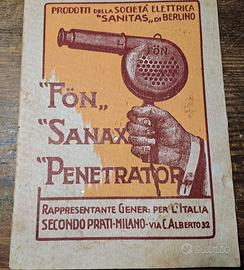 PRODOTTI DELLA SOCIETÀ ELETTRICA
"SANITAS„ DI BERLINO
FÖN
"FÖN„
"SANAX„
"PENETRATOR„
RAPPRESENTANTE GENER: PER L'ITALIA
SECONDO PRATI-MILANO-VIA C. ALBERTO 32
subito